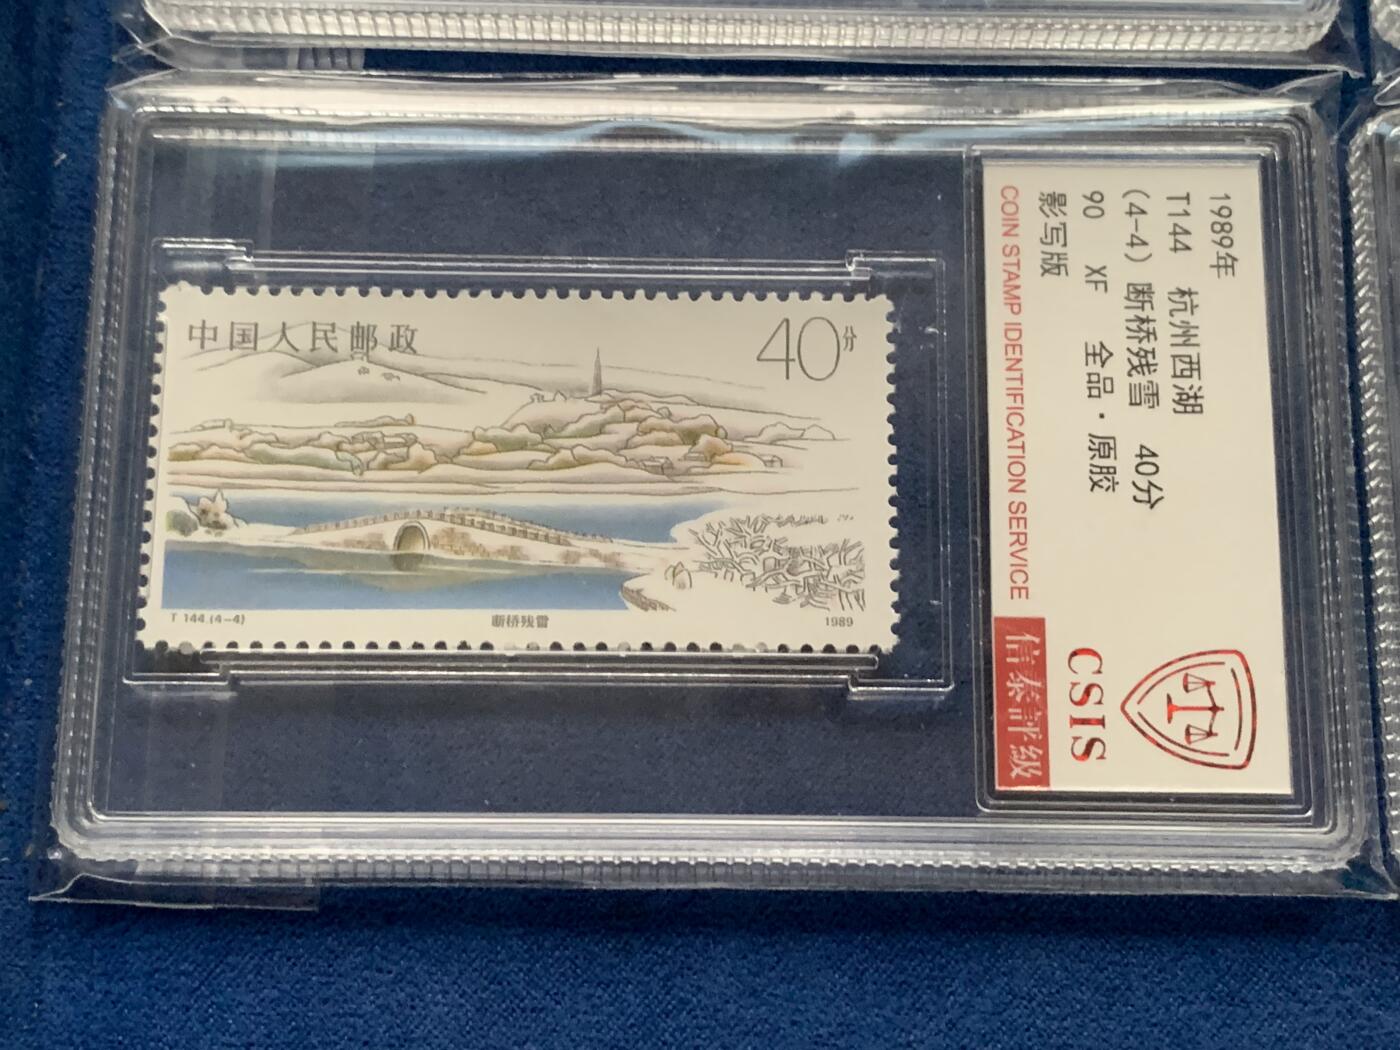 中国人民邮政
40分
T 144.(4-4)
断桥残雪
1989
1989年
T144 杭州西湖
(4-4) 断桥残雪 40分
90 XF 全品·原胶
影写版
COIN STAMP IDENTIFICATION SERVICE
CSIS
信泰評級